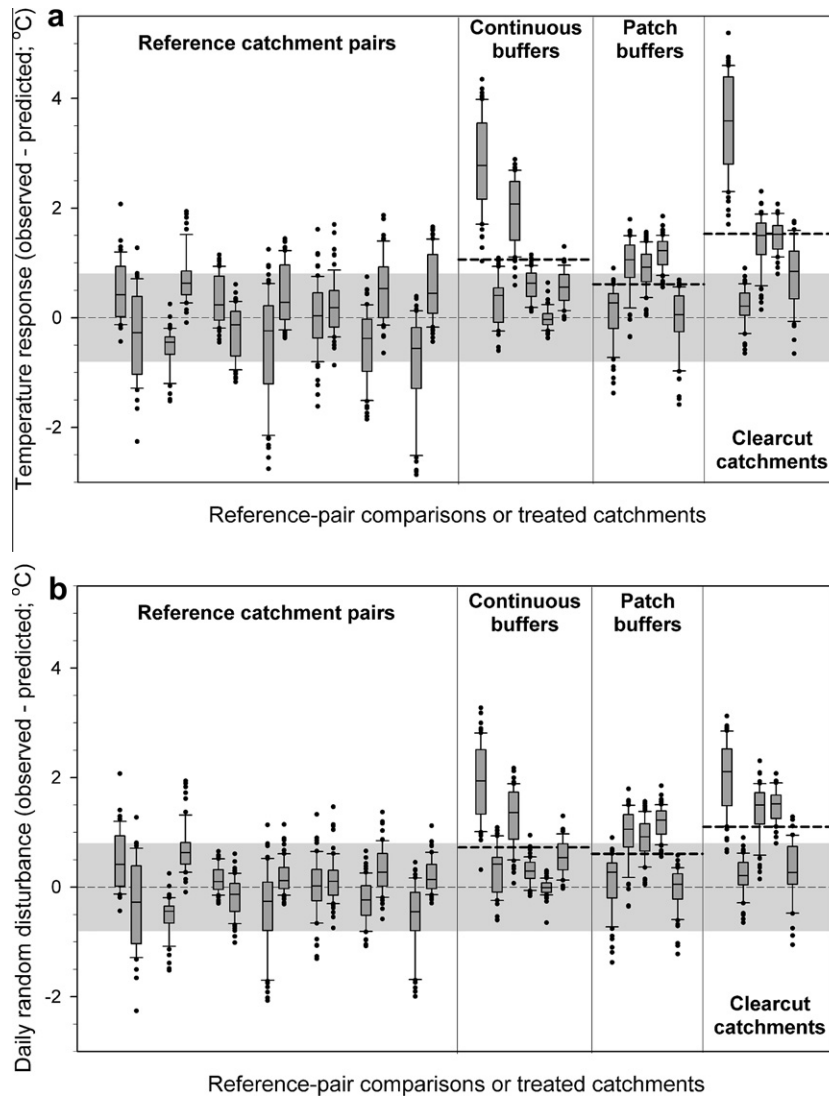 a
Reference catchment pairs
Continuous
buffers
Patch
buffers
Clearcut
catchments
Temperature response (observed - predicted; °C)
4
2
0
-2
Reference-pair comparisons or treated catchments
b
Reference catchment pairs
Continuous
buffers
Patch
buffers
Clearcut
catchments
Daily random disturbance (observed - predicted; °C)
4
2
0
-2
Reference-pair comparisons or treated catchments